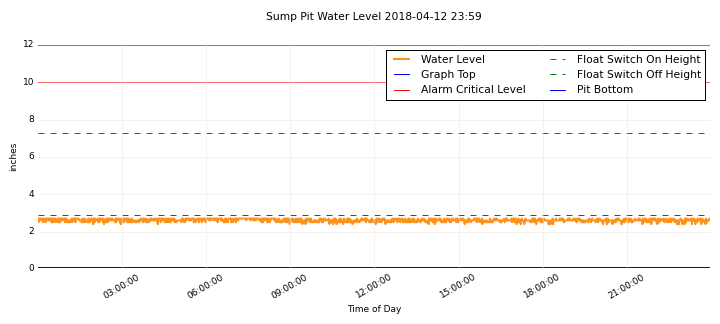 Sump Pit Water Level 2018-04-12 23:59
12
10
8
6
4
2
0
inches
Water Level
Graph Top
Alarm Critical Level
Float Switch On Height
Float Switch Off Height
Pit Bottom
03:00:00
06:00:00
09:00:00
12:00:00
15:00:00
18:00:00
21:00:00
Time of Day